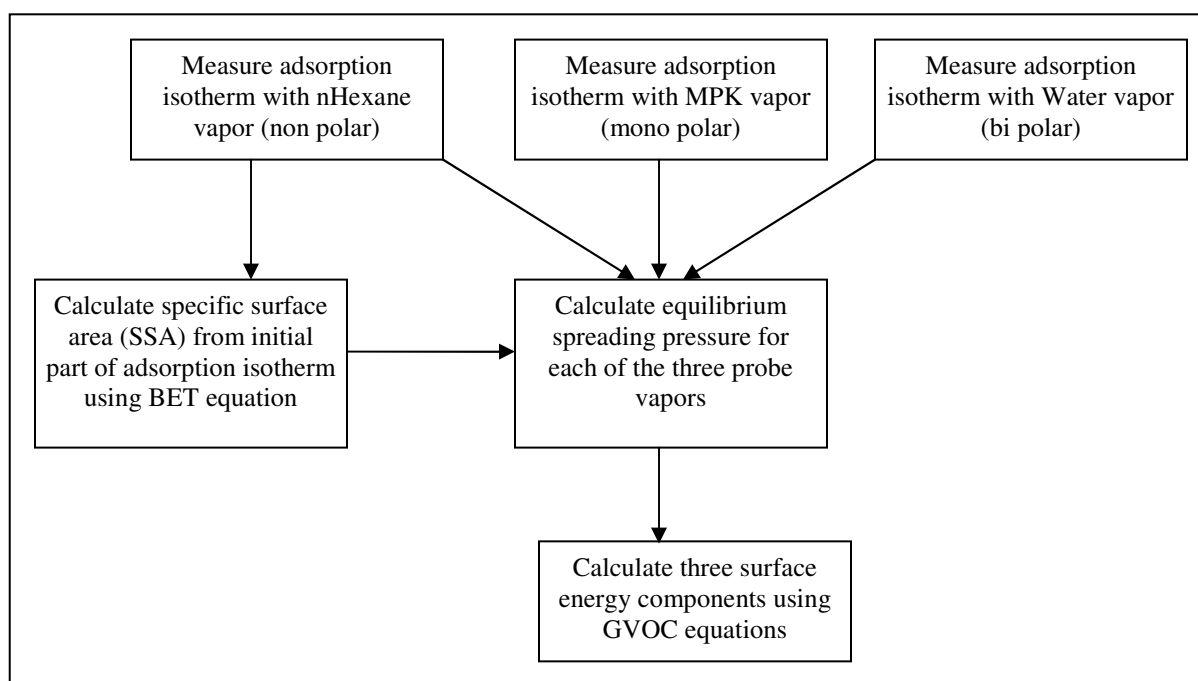 Measure adsorption
isotherm with nHexane
vapor (non polar)
Measure adsorption
isotherm with MPK vapor
(mono polar)
Measure adsorption
isotherm with Water vapor
(bi polar)
Calculate specific surface
area (SSA) from initial
part of adsorption isotherm
using BET equation
Calculate equilibrium
spreading pressure for
each of the three probe
vapors
Calculate three surface
energy components using
GVOC equations